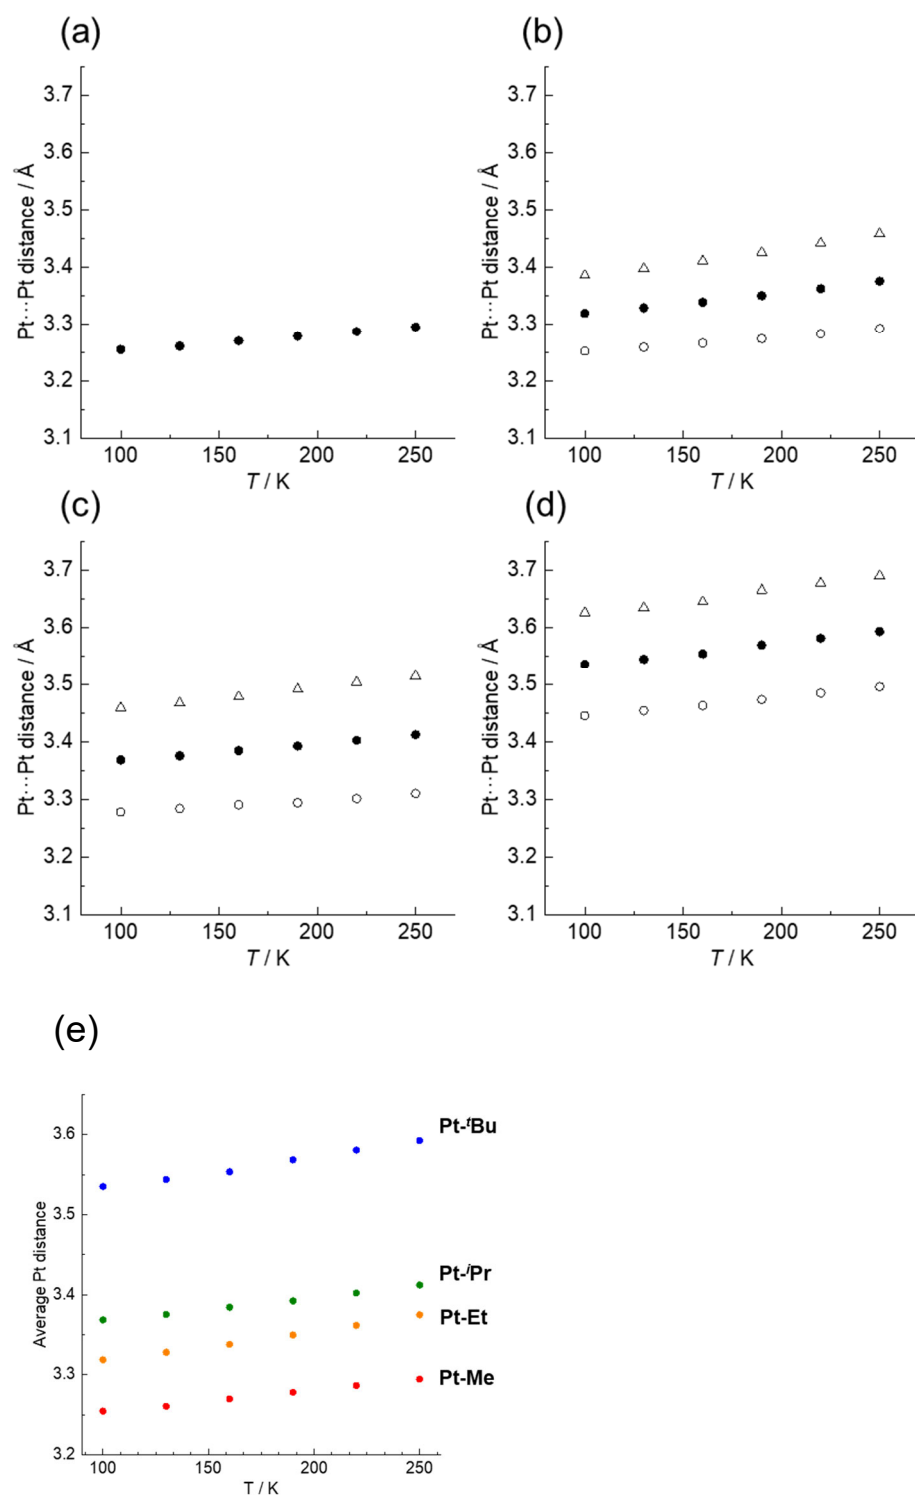 (a)
3.7
3.6
3.5
3.4
3.3
3.2
3.1
Pt···Pt distance / Å
100 150 200 250
T / K
(b)
3.7
3.6
3.5
3.4
3.3
3.2
3.1
Pt···Pt distance / Å
100 150 200 250
T / K
(c)
3.7
3.6
3.5
3.4
3.3
3.2
3.1
Pt···Pt distance / Å
100 150 200 250
T / K
(d)
3.7
3.6
3.5
3.4
3.3
3.2
3.1
Pt···Pt distance / Å
100 150 200 250
T / K
(e)
3.6
3.5
3.4
3.3
3.2
Average Pt distance
100 150 200 250
T / K
Pt-ᵗBu
Pt-ⁱPr
Pt-Et
Pt-Me